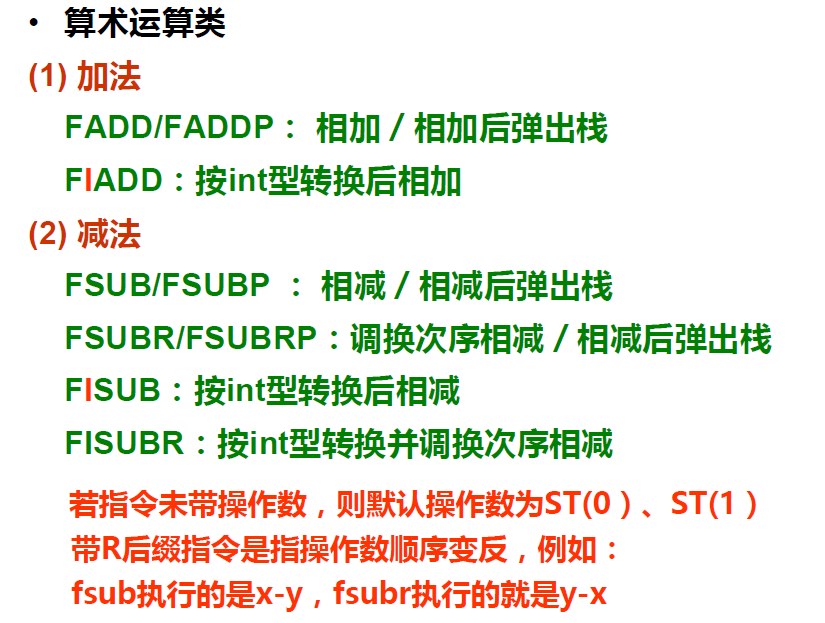 • 算术运算类
(1) 加法
FADD/FADDP： 相加 / 相加后弹出栈
FIADD：按int型转换后相加
(2) 减法
FSUB/FSUBP ： 相减 / 相减后弹出栈
FSUBR/FSUBRP：调换次序相减 / 相减后弹出栈
FISUB：按int型转换后相减
FISUBR：按int型转换并调换次序相减
若指令未带操作数，则默认操作数为ST(0）、ST(1）
带R后缀指令是指操作数顺序变反，例如：
fsub执行的是x-y，fsubr执行的就是y-x